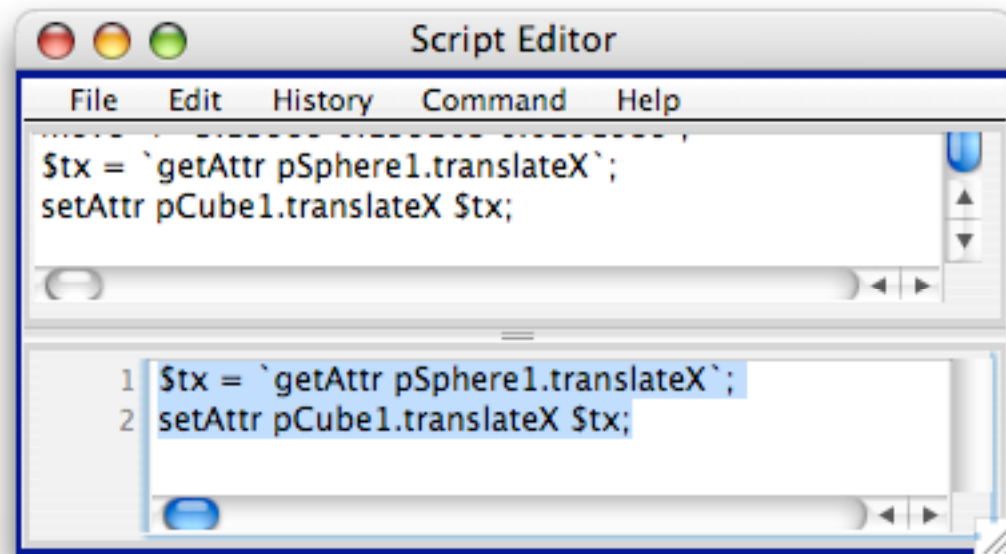 Script Editor
File Edit History Command Help
$tx = `getAttr pSphere1.translateX`;
setAttr pCube1.translateX $tx;
1 $tx = `getAttr pSphere1.translateX`;
2 setAttr pCube1.translateX $tx;